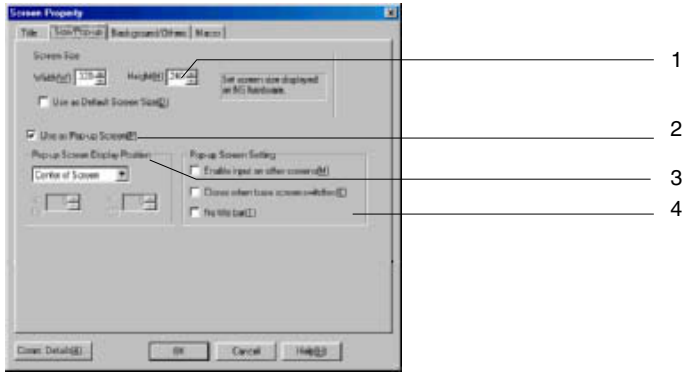 Screen Property
Title Size/Pop-up Background/Others Macro
Screen Size
Width(W) 320 Height(H) 240
Set screen size displayed
on NS hardware.
Use as Default Screen Size(D)
Use as Pop-up Screen(P)
Pop-up Screen Display Position
Center of Screen
Pop-up Screen Setting
Enable input on other screens(M)
Closes when base screen switches(C)
No title bar(T)
Comm. Details(A) OK Cancel Help(H)
1
2
3
4